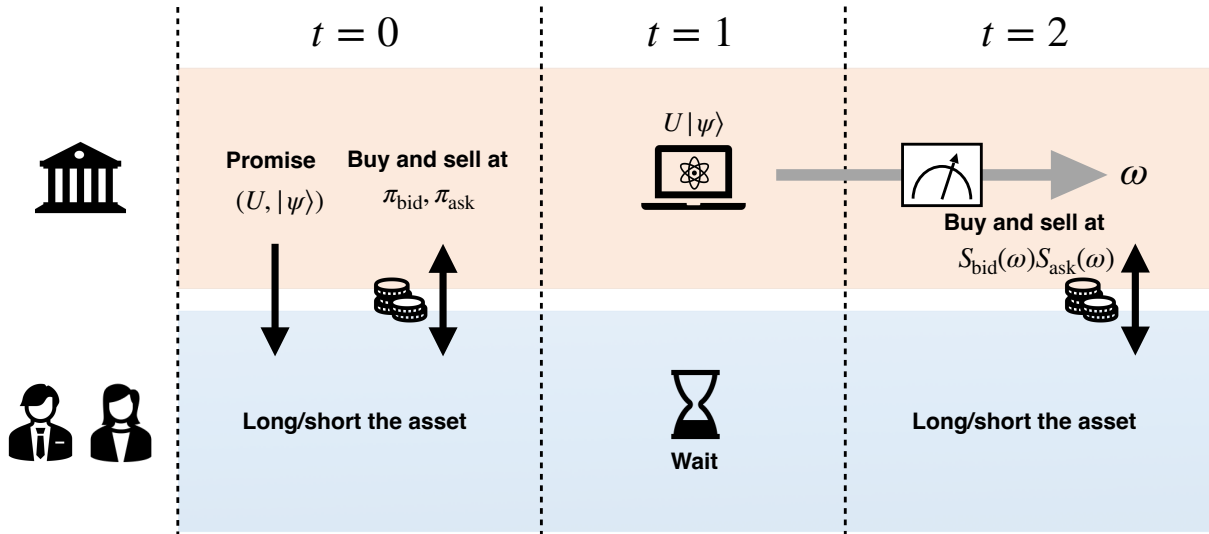 t = 0
t = 1
t = 2
Promise
(U, |ψ⟩)
Buy and sell at
π_bid, π_ask
U|ψ⟩
ω
Buy and sell at
S_bid(ω)S_ask(ω)
Long/short the asset
Wait
Long/short the asset